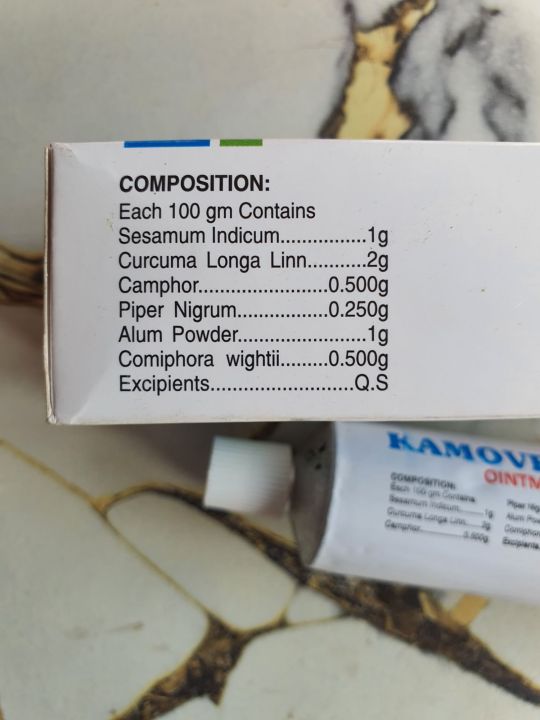 COMPOSITION:
Each 100 gm Contains
Sesamum Indicum.................1g
Curcuma Longa Linn..........2g
Camphor.........................0.500g
Piper Nigrum..................0.250g
Alum Powder.........................1g
Comiphora wightii.........0.500g
Excipients...........................Q.S
COMPOSITION:
Each 100 gm Contains
Sesamum Indicum.......1g
Curcuma Longa Linn.....2g
Camphor.............0.500g